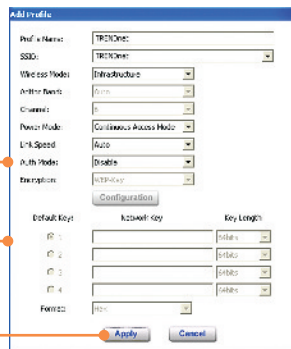 Add Profile
Profile Name: TRENDnet
SSID: TRENDnet
Wireless Mode: Infrastructure
AdHoc Band: Auto
Channel: 6
Power Mode: Continuous Access Mode
Link Speed Auto
Auth Mode: Disable
Encryption: WEP-Key
Configuration
Default Key: Network Key Key Length
1 64bits
2 64bits
3 64bits
4 64bits
Format: Hex
Apply Cancel